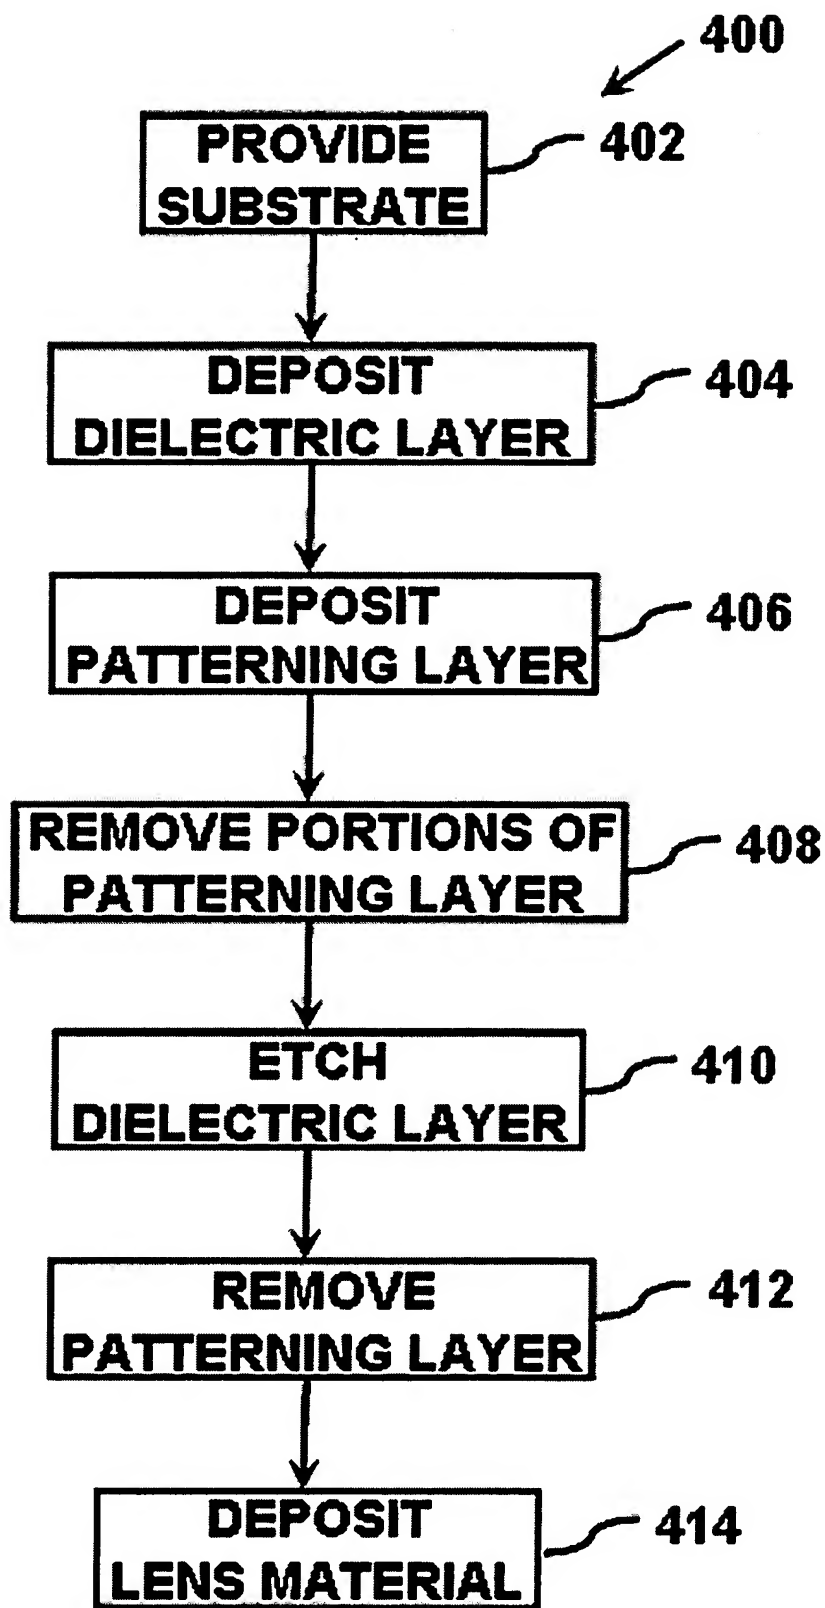 400
PROVIDE
SUBSTRATE
402
DEPOSIT
DIELECTRIC LAYER
404
DEPOSIT
PATTERNING LAYER
406
REMOVE PORTIONS OF
PATTERNING LAYER
408
ETCH
DIELECTRIC LAYER
410
REMOVE
PATTERNING LAYER
412
DEPOSIT
LENS MATERIAL
414